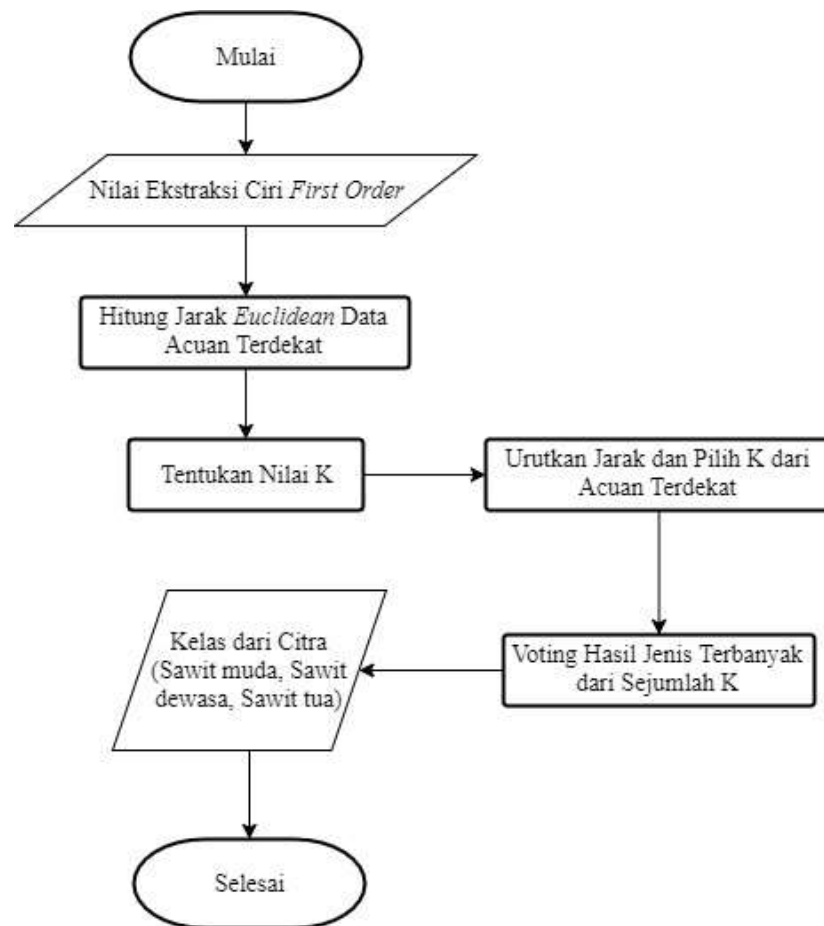 Mulai
Nilai Ekstraksi Ciri First Order
Hitung Jarak Euclidean Data
Acuan Terdekat
Tentukan Nilai K
Urutkan Jarak dan Pilih K dari
Acuan Terdekat
Voting Hasil Jenis Terbanyak
dari Sejumlah K
Kelas dari Citra
(Sawit muda, Sawit
dewasa, Sawit tua)
Selesai